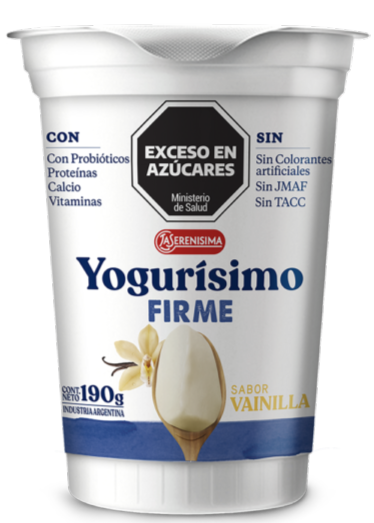 CON
Con Probióticos
Proteínas
Calcio
Vitaminas
EXCESO EN
AZÚCARES
Ministerio
de Salud
SIN
Sin Colorantes
artificiales
Sin JMAF
Sin TACC
LA SERENISIMA
Yogurísimo
FIRME
CONT.
NETO 190g
INDUSTRIA ARGENTINA
SABOR
VAINILLA